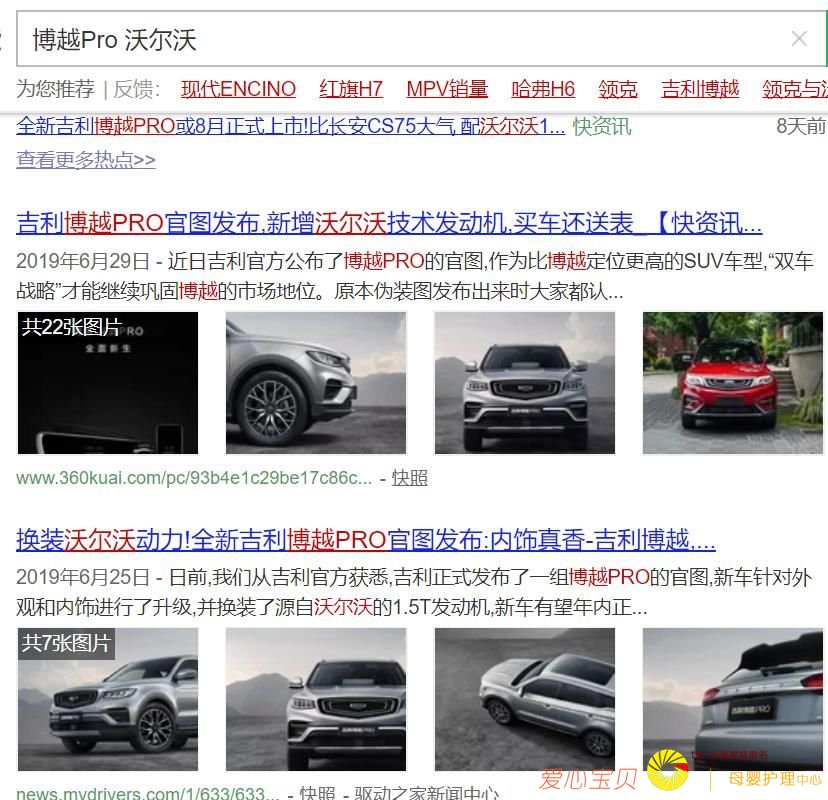 博越Pro 沃尔沃
为您推荐 | 反馈: 现代ENCINO 红旗H7 MPV销量 哈弗H6 领克 吉利博越 领克与
全新吉利博越PRO或8月正式上市!比长安CS75大气 配沃尔沃1... 快资讯 8天前
查看更多热点>>
吉利博越PRO官图发布,新增沃尔沃技术发动机,买车还送表_【快资讯...
2019年6月29日 - 近日吉利官方公布了博越PRO的官图,作为比博越定位更高的SUV车型,“双车
战略”才能继续巩固博越的市场地位。原本伪装图发布出来时大家都认...
共22张图片
PRO
全面新生
www.360kuai.com/pc/93b4e1c29be17c86c... - 快照
换装沃尔沃动力!全新吉利博越PRO官图发布:内饰真香-吉利博越,...
2019年6月25日 - 日前,我们从吉利官方获悉,吉利正式发布了一组博越PRO的官图,新车针对外
观和内饰进行了升级,并换装了源自沃尔沃的1.5T发动机,新车有望年内正...
共7张图片
爱心宝贝 | 母婴护理中心
news.mydrivers.com/1/633/633... - 快照 - 驱动之家新闻中心